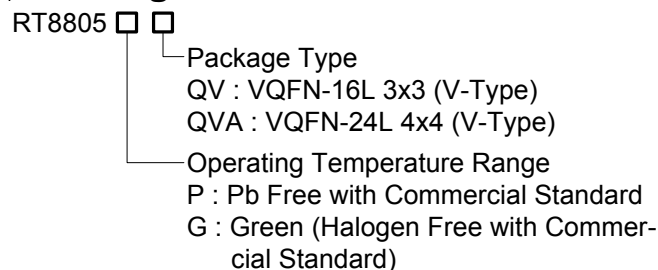 RT8805
Package Type
QV : VQFN-16L 3x3 (V-Type)
QVA : VQFN-24L 4x4 (V-Type)
Operating Temperature Range
P : Pb Free with Commercial Standard
G : Green (Halogen Free with Commer-
cial Standard)